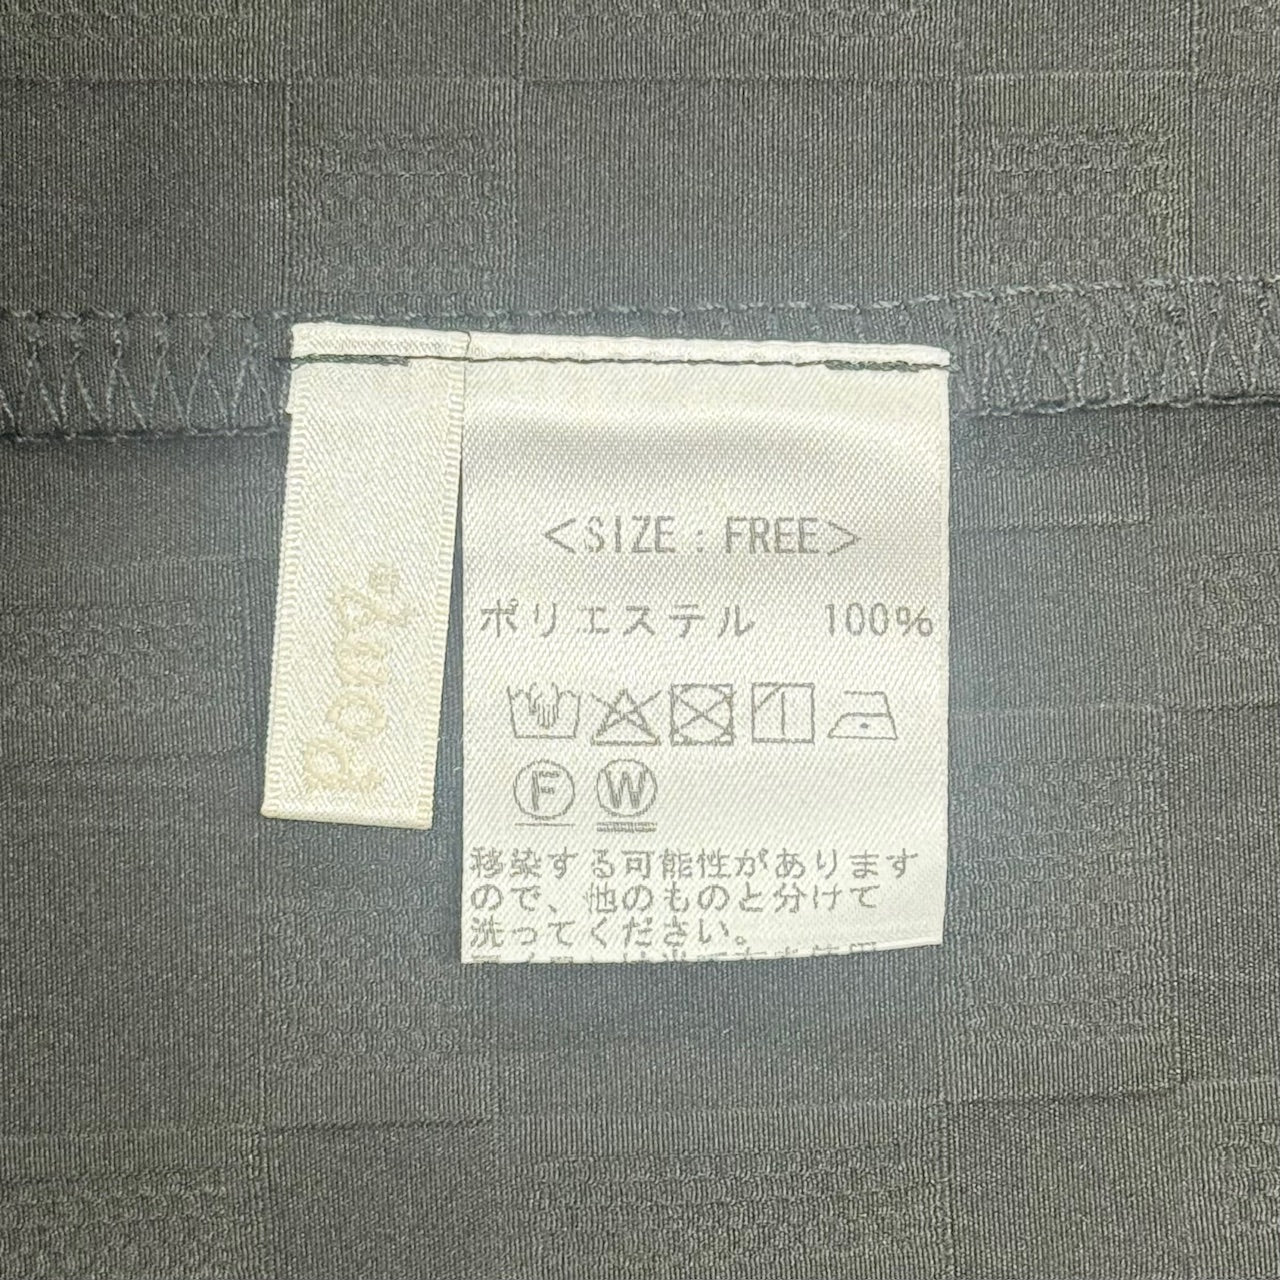 <SIZE : FREE>
ポリエステル 100%
F W
移染する可能性があります
ので、他のものと分けて
洗ってください。